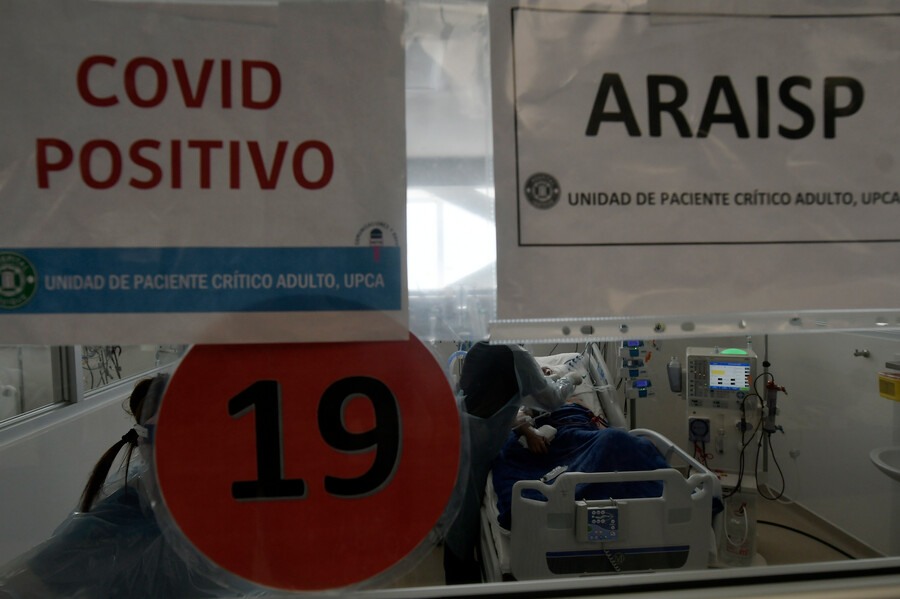 COVID
POSITIVO
UNIDAD DE PACIENTE CRÍTICO ADULTO, UPCA
ARAISP
UNIDAD DE PACIENTE CRÍTICO ADULTO, UPCA
19